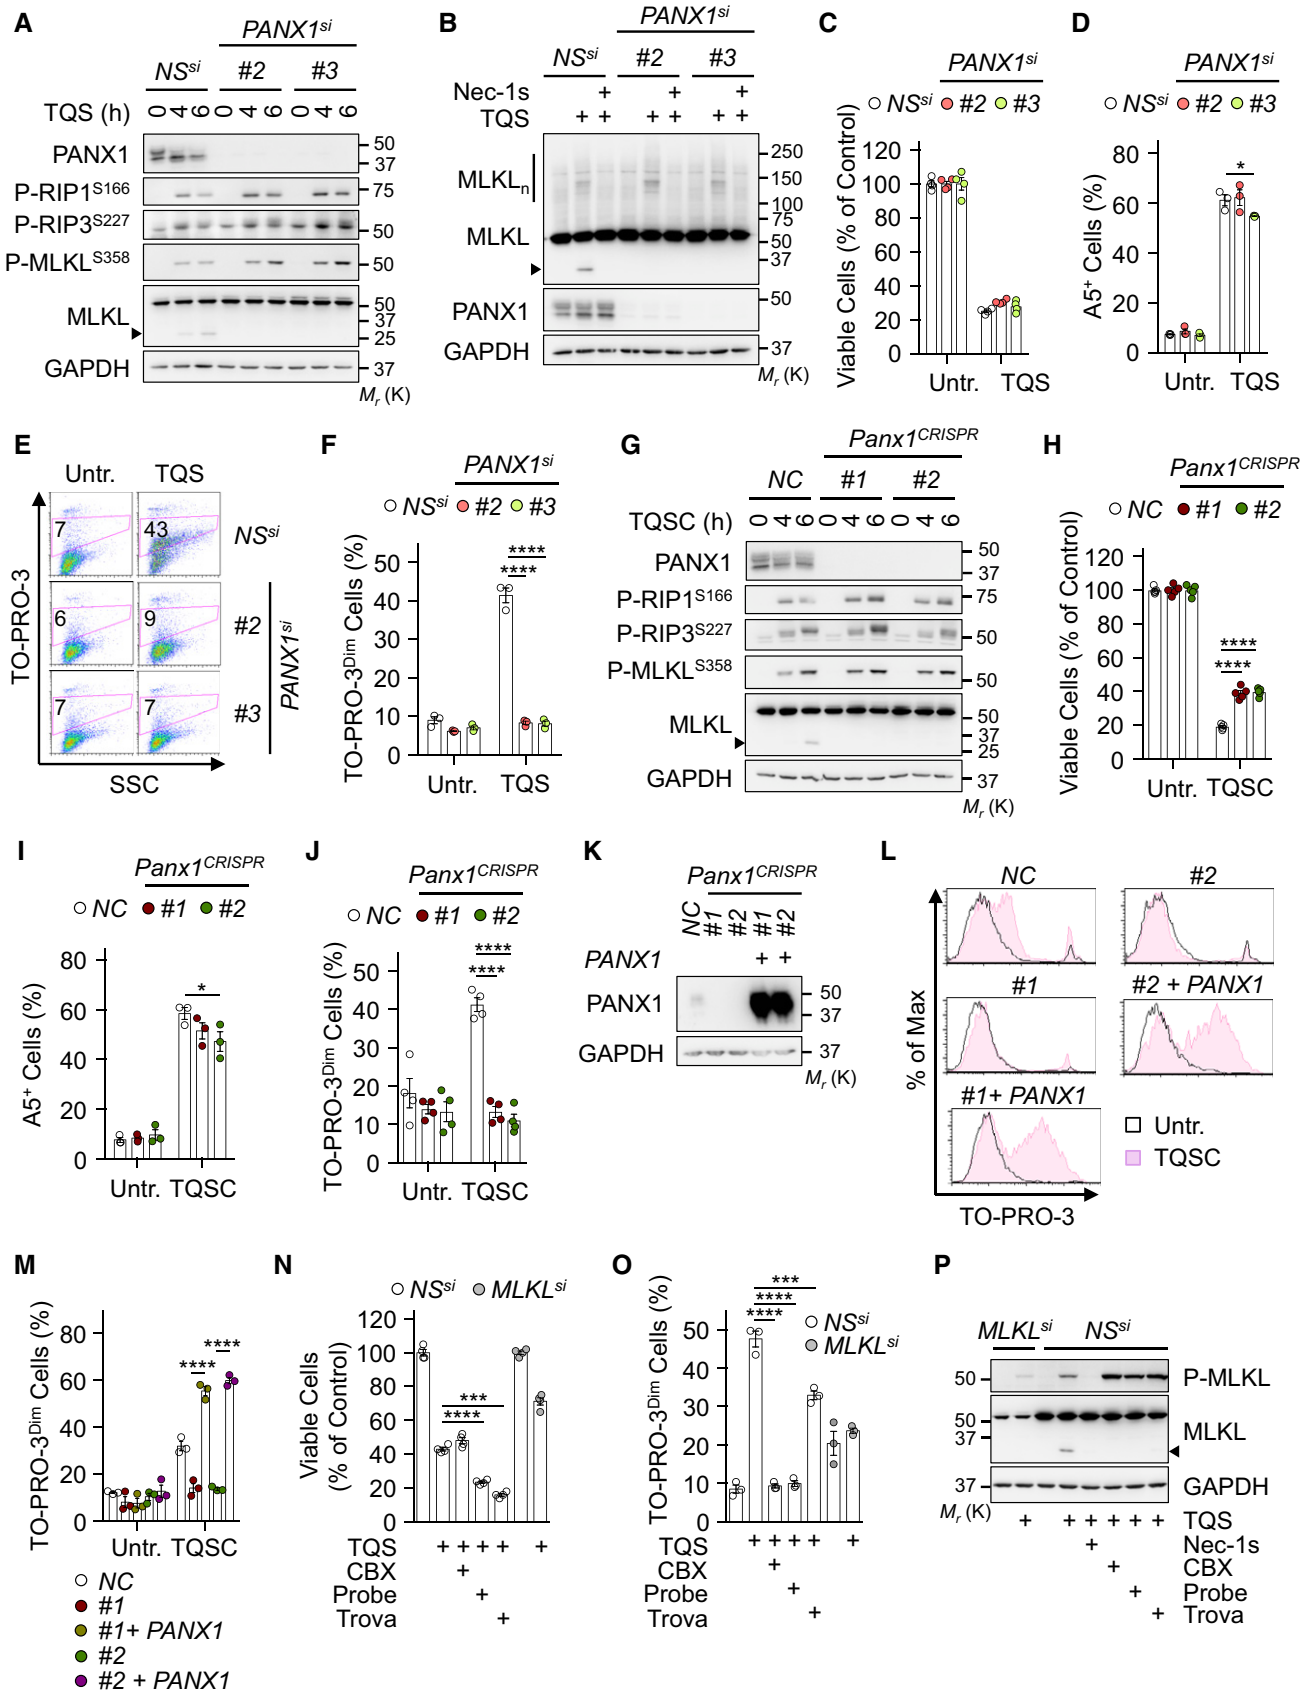 A
PANX1si
NSsi #2 #3
TQS (h) 0 4 6 0 4 6 0 4 6
PANX1 50 37
P-RIP1S166 75
P-RIP3S227 50
P-MLKLS358 50
MLKL 50 37 25
GAPDH 37
Mr (K)
B
PANX1si
NSsi #2 #3
Nec-1s + + +
TQS + + + + + +
MLKLn 250 150 100
MLKL 75 50 37
PANX1 50
GAPDH 37
Mr (K)
C
PANX1si
NSsi #2 #3
Viable Cells (% of Control)
120
100
80
60
40
20
0
Untr. TQS
D
PANX1si
NSsi #2 #3
A5+ Cells (%)
80
60
40
20
0
*
Untr. TQS
E
Untr. TQS
7 43 NSsi
6 9 #2
7 7 #3
PANX1si
TO-PRO-3
SSC
F
PANX1si
NSsi #2 #3
TO-PRO-3Dim Cells (%)
50
40
30
20
10
0
****
****
Untr. TQS
G
Panx1CRISPR
NC #1 #2
TQSC (h) 0 4 6 0 4 6 0 4 6
PANX1 50 37
P-RIP1S166 75
P-RIP3S227 50
P-MLKLS358 50
MLKL 50 37 25
GAPDH 37
Mr (K)
H
Panx1CRISPR
NC #1 #2
Viable Cells (% of Control)
120
100
80
60
40
20
0
****
****
Untr. TQSC
I
Panx1CRISPR
NC #1 #2
A5+ Cells (%)
80
60
40
20
0
*
Untr. TQSC
J
Panx1CRISPR
NC #1 #2
TO-PRO-3Dim Cells (%)
50
40
30
20
10
0
****
****
Untr. TQSC
K
Panx1CRISPR
NC #1 #2 #1 #2
PANX1 + +
PANX1 50 37
GAPDH 37
Mr (K)
L
NC #2
#1 #2 + PANX1
#1+ PANX1
% of Max
TO-PRO-3
Untr.
TQSC
M
TO-PRO-3Dim Cells (%)
80
60
40
20
0
****
****
Untr. TQSC
NC
#1
#1+ PANX1
#2
#2 + PANX1
N
NSsi MLKLsi
Viable Cells
(% of Control)
120
100
80
60
40
20
0
***
****
TQS + + + + +
CBX +
Probe +
Trova +
O
TO-PRO-3Dim Cells (%)
50
40
30
20
10
0
***
****
****
NSsi
MLKLsi
TQS + + + + +
CBX +
Probe +
Trova +
P
MLKLsi NSsi
50 P-MLKL
50 37 MLKL
37 GAPDH
Mr (K)
+ + + + + + TQS
+ Nec-1s
+ CBX
+ Probe
+ Trova